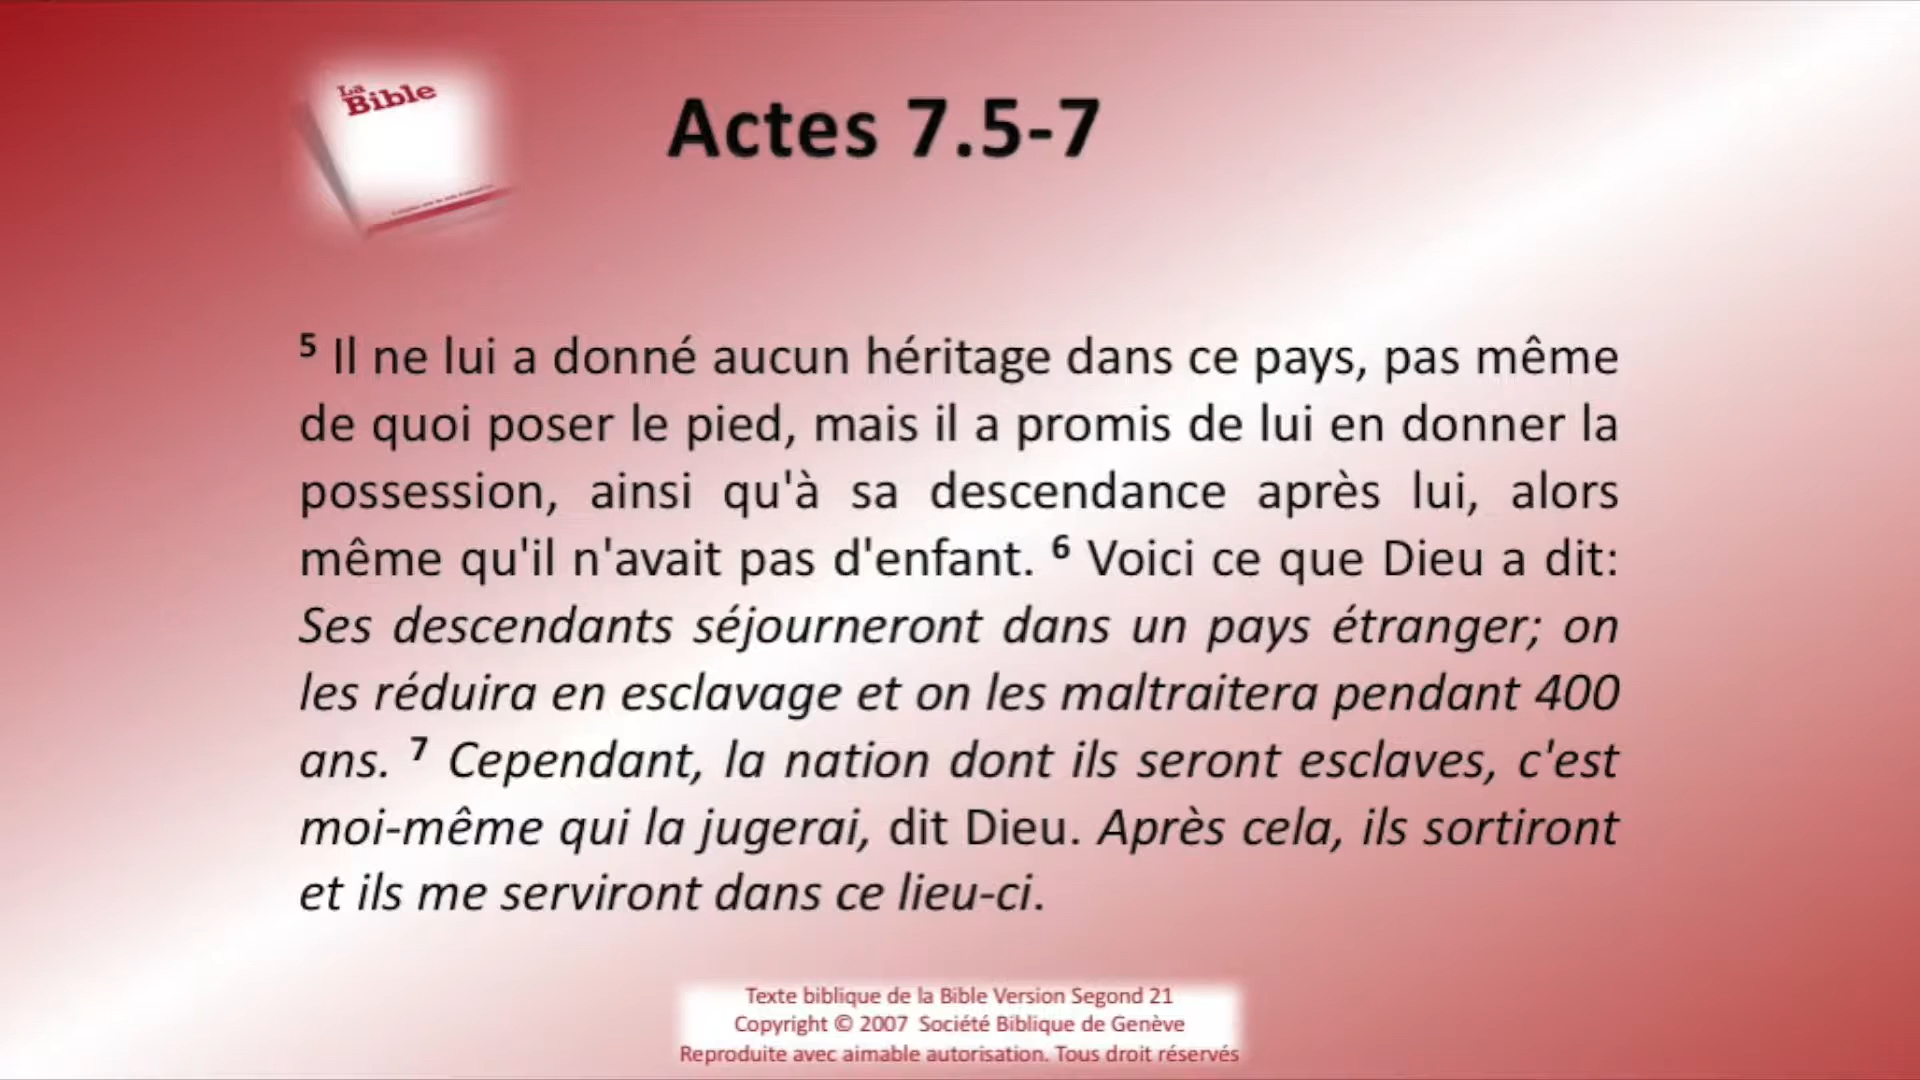 La
Bible
Actes 7.5-7
⁵ Il ne lui a donné aucun héritage dans ce pays, pas même
de quoi poser le pied, mais il a promis de lui en donner la
possession, ainsi qu'à sa descendance après lui, alors
même qu'il n'avait pas d'enfant. ⁶ Voici ce que Dieu a dit:
Ses descendants séjourneront dans un pays étranger; on
les réduira en esclavage et on les maltraitera pendant 400
ans. ⁷ Cependant, la nation dont ils seront esclaves, c'est
moi-même qui la jugerai, dit Dieu. Après cela, ils sortiront
et ils me serviront dans ce lieu-ci.
Texte biblique de la Bible Version Segond 21
Copyright © 2007 Société Biblique de Genève
Reproduite avec aimable autorisation. Tous droit réservés